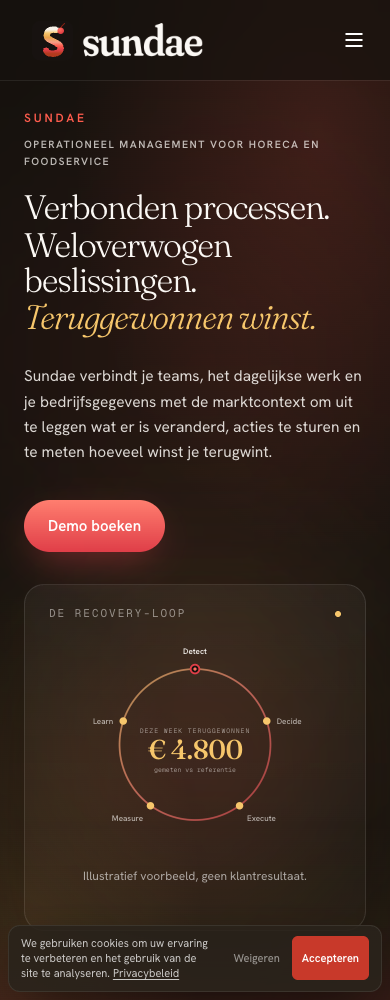 sundae
SUNDAE
OPERATIONEEL MANAGEMENT VOOR HORECA EN
FOODSERVICE
Verbonden processen.
Weloverwogen
beslissingen.
Teruggewonnen winst.
Sundae verbindt je teams, het dagelijkse werk en
je bedrijfsgegevens met de marktcontext om uit
te leggen wat er is veranderd, acties te sturen en
te meten hoeveel winst je terugwint.
Demo boeken
DE RECOVERY-LOOP
Detect
Learn
Decide
DEZE WEEK TERUGGEWONNEN
€ 4.800
gemeten vs referentie
Measure
Execute
Illustratief voorbeeld, geen klantresultaat.
We gebruiken cookies om uw ervaring
te verbeteren en het gebruik van de
site te analyseren. Privacybeleid
Weigeren
Accepteren